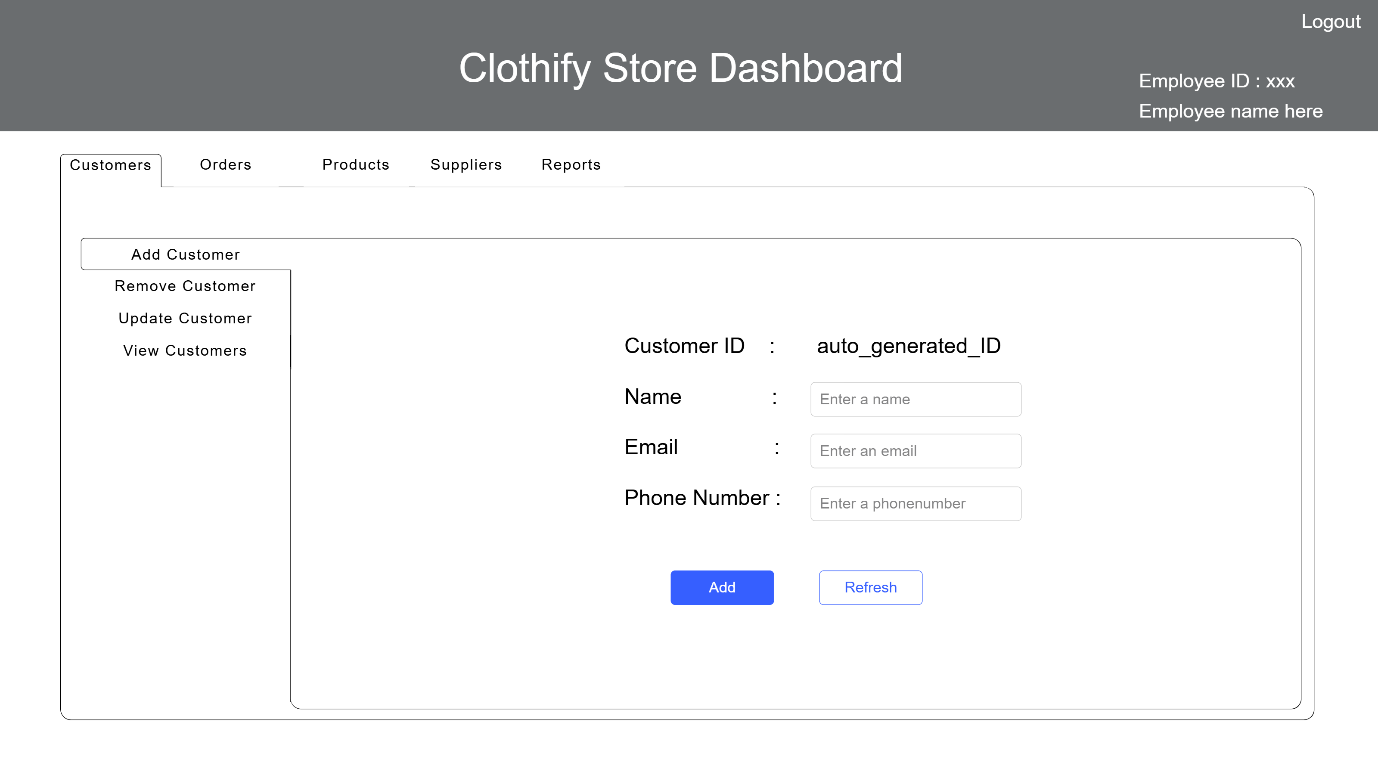 Logout
Clothify Store Dashboard
Employee ID : xxx
Employee name here
Customers Orders Products Suppliers Reports
Add Customer
Remove Customer
Update Customer
View Customers
Customer ID : auto_generated_ID
Name : Enter a name
Email : Enter an email
Phone Number : Enter a phonenumber
Add Refresh